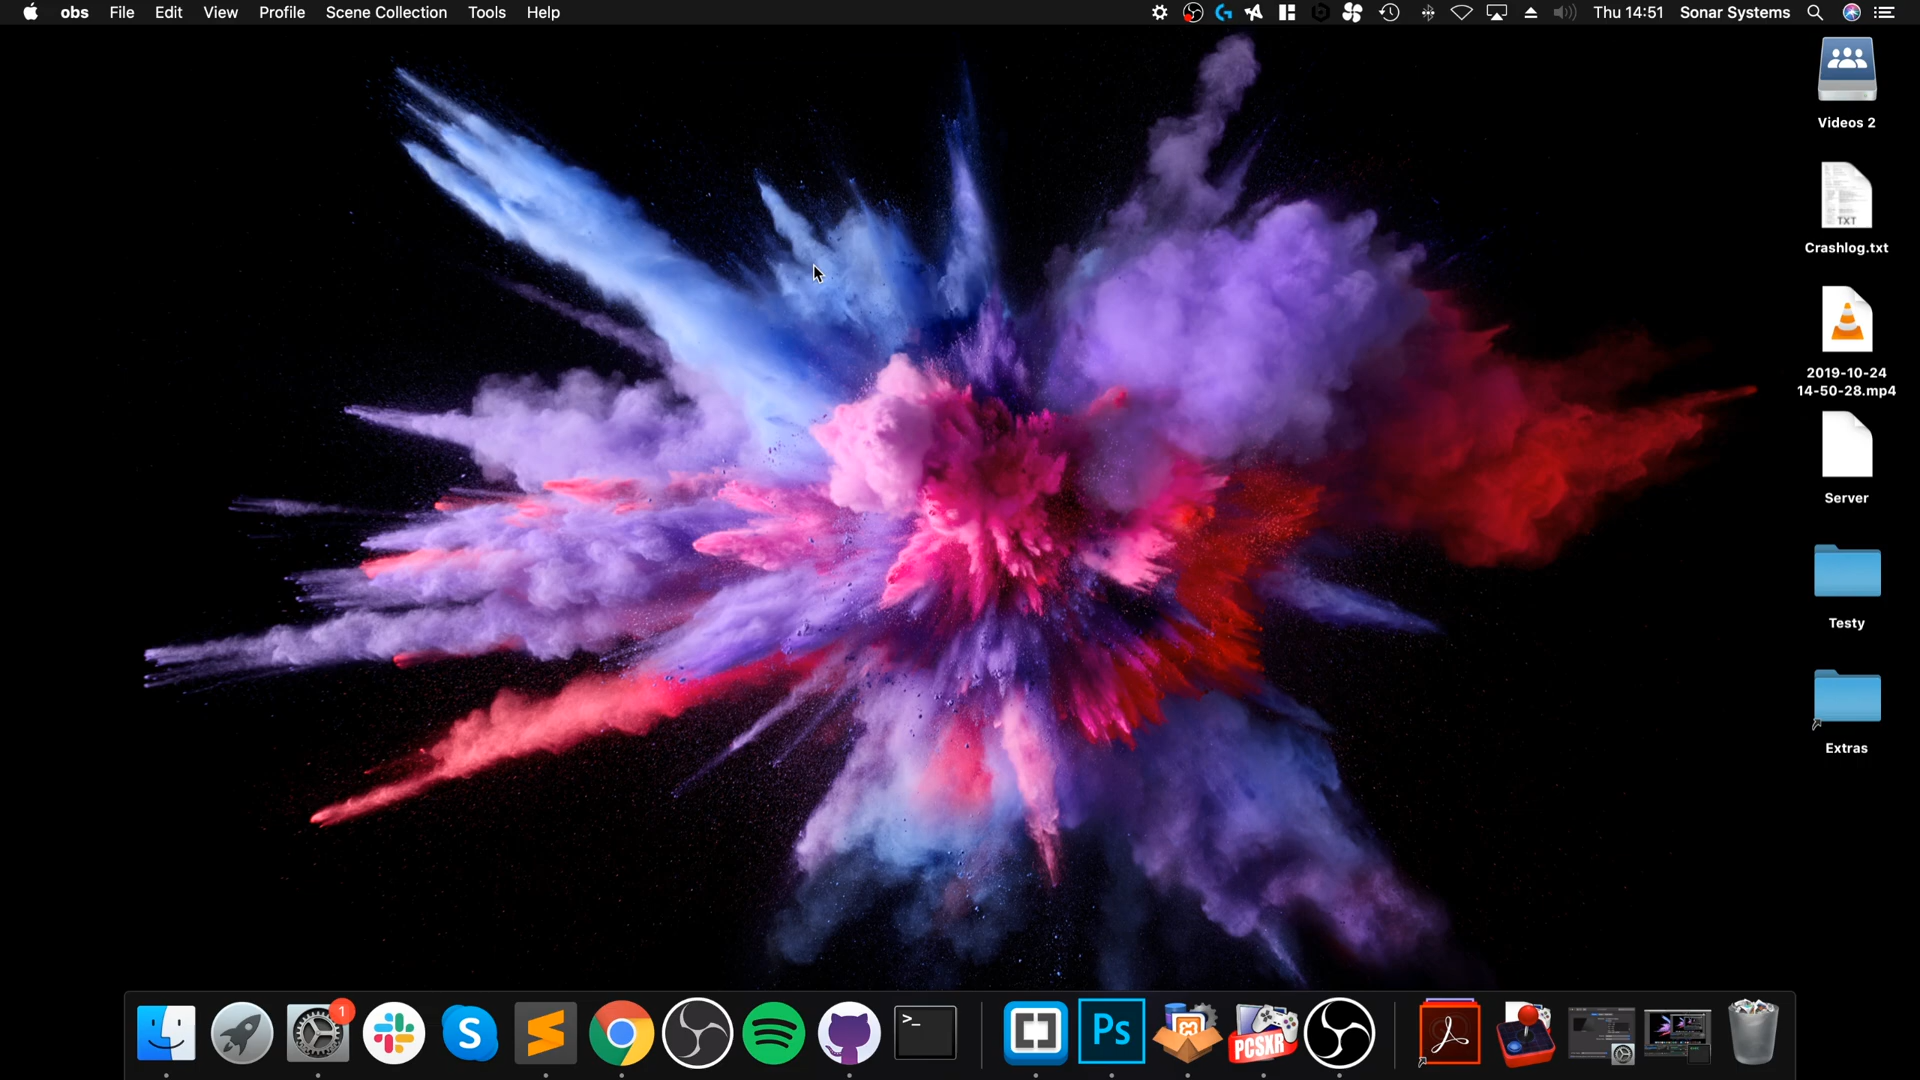 obs File Edit View Profile Scene Collection Tools Help Thu 14:51 Sonar Systems
Videos 2
TXT
Crashlog.txt
2019-10-24
14-50-28.mp4
Server
Testy
Extras
1
S
>_
Ps
PCSXR